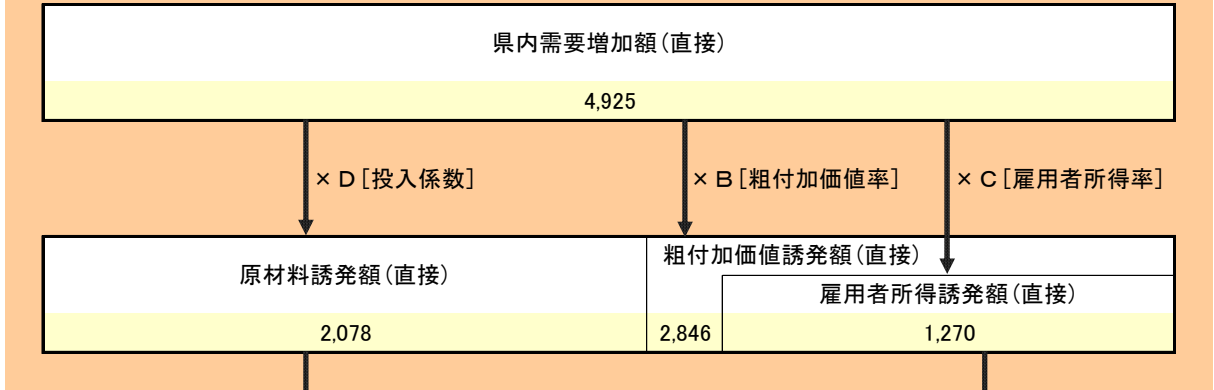 県内需要増加額（直接）
4,925
× D［投入係数］
× B［粗付加価値率］
× C［雇用者所得率］
原材料誘発額（直接）
粗付加価値誘発額（直接）
雇用者所得誘発額（直接）
2,078
2,846
1,270